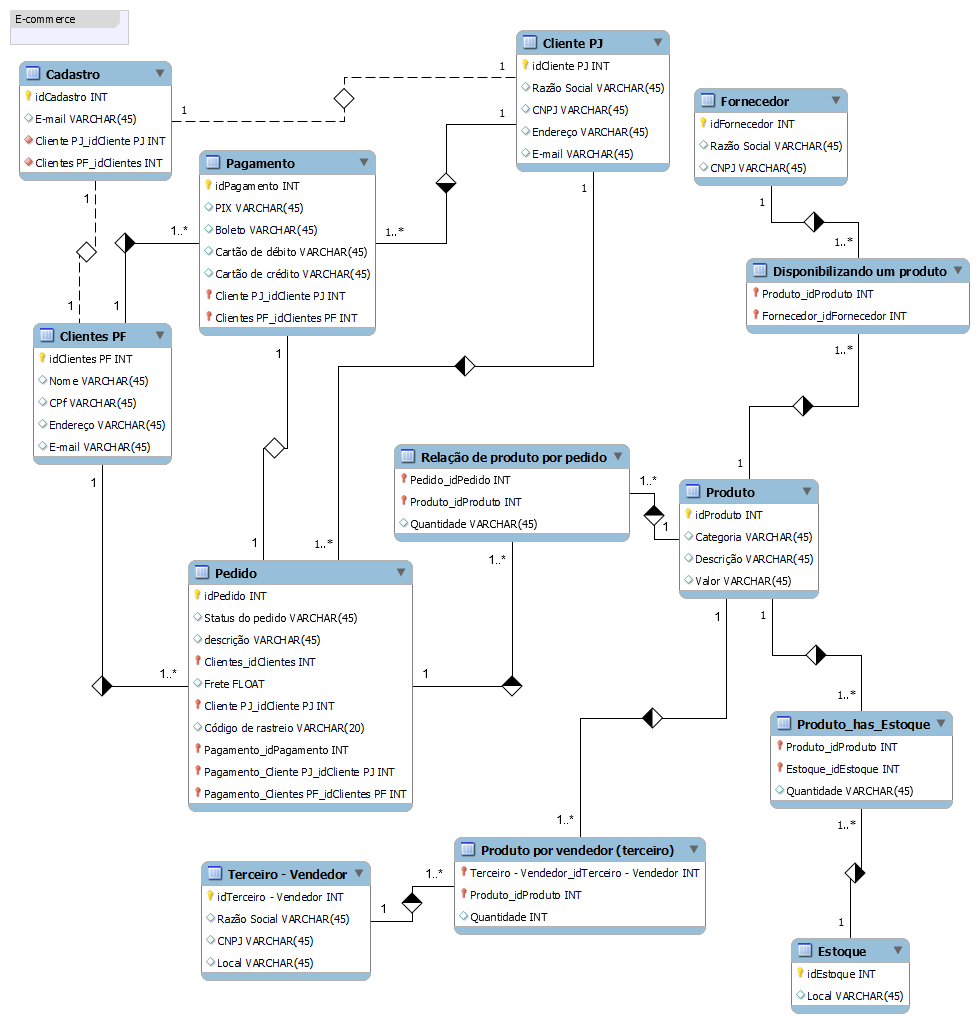 E-commerce
Cadastro
idCadastro INT
E-mail VARCHAR(45)
Cliente PJ_idCliente PJ INT
Clientes PF_idClientes INT
Cliente PJ
idCliente PJ INT
Razão Social VARCHAR(45)
CNPJ VARCHAR(45)
Endereço VARCHAR(45)
E-mail VARCHAR(45)
Fornecedor
idFornecedor INT
Razão Social VARCHAR(45)
CNPJ VARCHAR(45)
Pagamento
idPagamento INT
PIX VARCHAR(45)
Boleto VARCHAR(45)
Cartão de débito VARCHAR(45)
Cartão de crédito VARCHAR(45)
Cliente PJ_idCliente PJ INT
Clientes PF_idClientes PF INT
Disponibilizando um produto
Produto_idProduto INT
Fornecedor_idFornecedor INT
Clientes PF
idClientes PF INT
Nome VARCHAR(45)
CPf VARCHAR(45)
Endereço VARCHAR(45)
E-mail VARCHAR(45)
Relação de produto por pedido
Pedido_idPedido INT
Produto_idProduto INT
Quantidade VARCHAR(45)
Produto
idProduto INT
Categoria VARCHAR(45)
Descrição VARCHAR(45)
Valor VARCHAR(45)
Pedido
idPedido INT
Status do pedido VARCHAR(45)
descrição VARCHAR(45)
Clientes_idClientes INT
Frete FLOAT
Cliente PJ_idCliente PJ INT
Código de rastreio VARCHAR(20)
Pagamento_idPagamento INT
Pagamento_Cliente PJ_idCliente PJ INT
Pagamento_Clientes PF_idClientes PF INT
Produto_has_Estoque
Produto_idProduto INT
Estoque_idEstoque INT
Quantidade VARCHAR(45)
Produto por vendedor (terceiro)
Terceiro - Vendedor_idTerceiro - Vendedor INT
Produto_idProduto INT
Quantidade INT
Terceiro - Vendedor
idTerceiro - Vendedor INT
Razão Social VARCHAR(45)
CNPJ VARCHAR(45)
Local VARCHAR(45)
Estoque
idEstoque INT
Local VARCHAR(45)
1
1
1
1
1
1..*
1
1..*
1
1..*
1
1..*
1
1..*
1
1
1
1..*
1..*
1
1..*
1
1
1..*
1
1..*
1..*
1
1..*
1